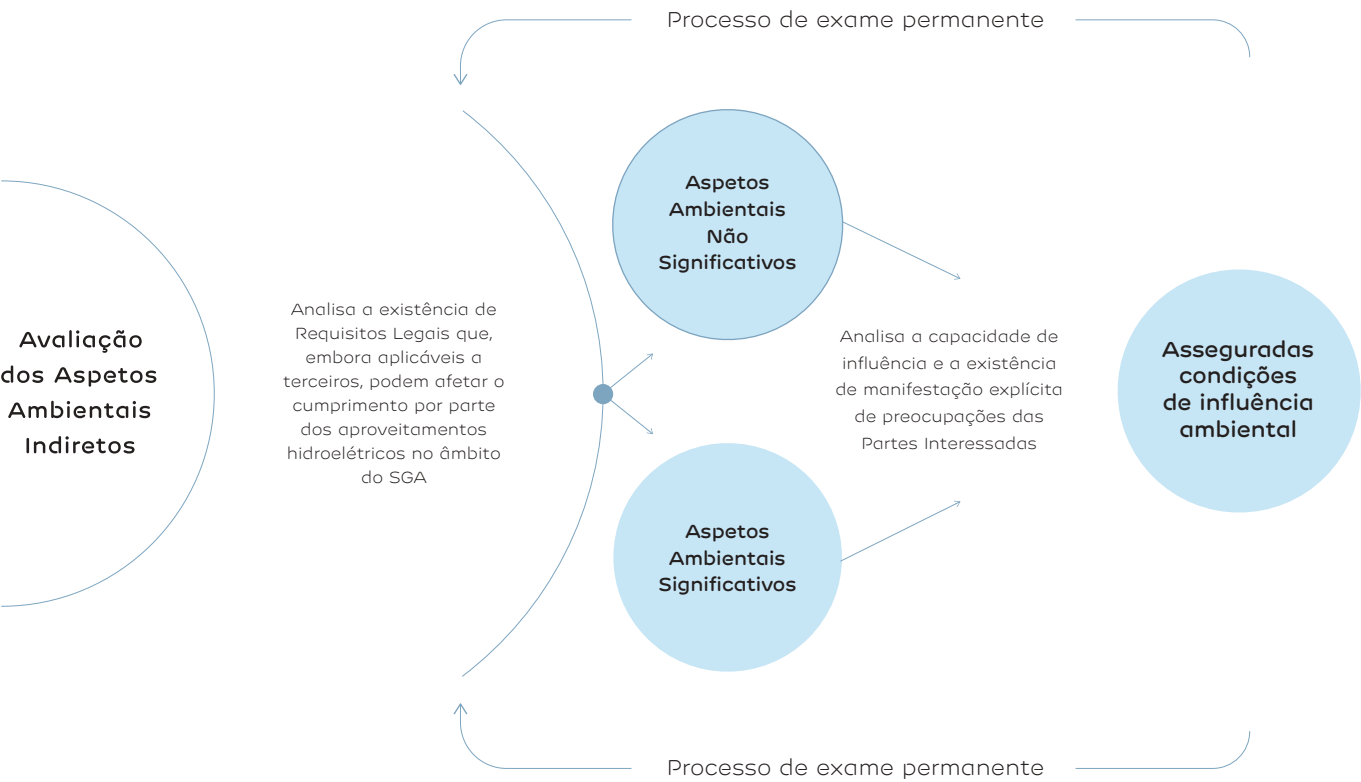 Processo de exame permanente
Avaliação
dos Aspetos
Ambientais
Indiretos
Analisa a existência de
Requisitos Legais que,
embora aplicáveis a
terceiros, podem afetar o
cumprimento por parte
dos aproveitamentos
hidroelétricos no âmbito
do SGA
Aspetos
Ambientais
Não
Significativos
Aspetos
Ambientais
Significativos
Analisa a capacidade de
influência e a existência
de manifestação explícita
de preocupações das
Partes Interessadas
Asseguradas
condições
de influência
ambiental
Processo de exame permanente